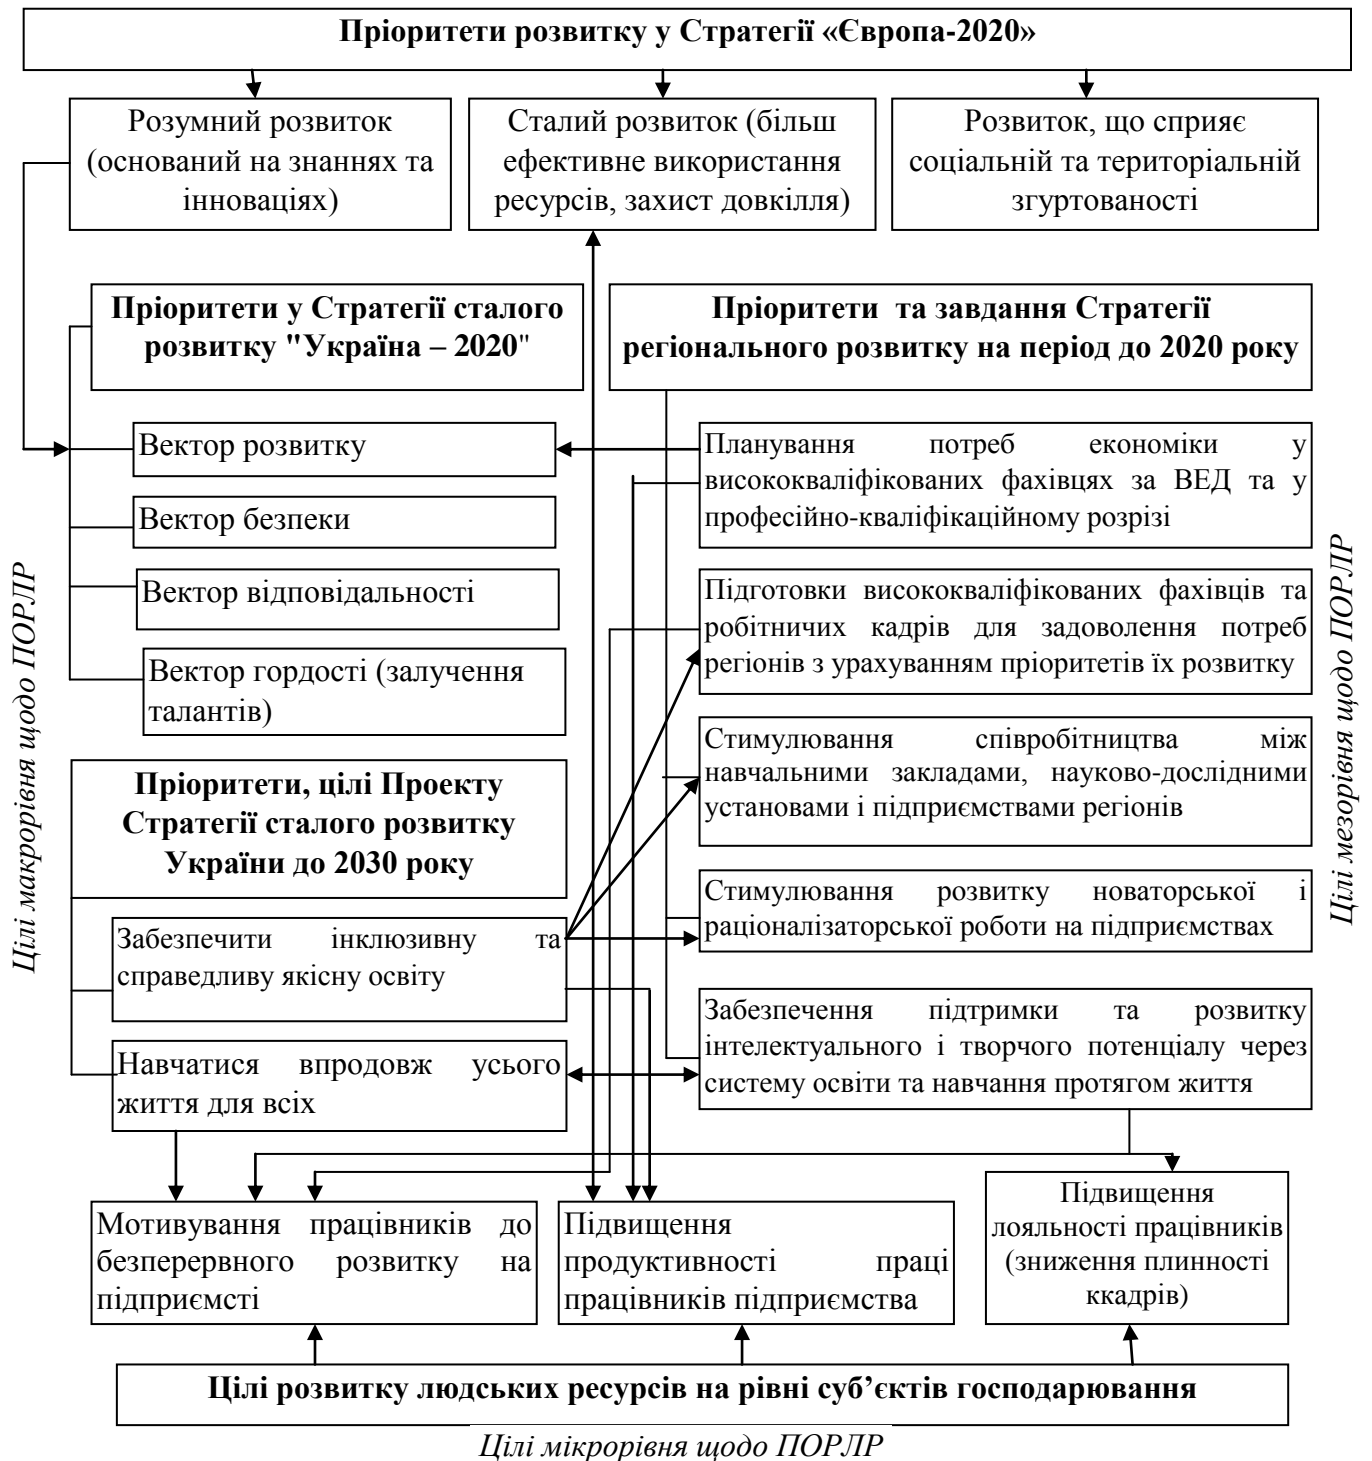 Пріоритети розвитку у Стратегії «Європа-2020»
Розумний розвиток
(оснований на знаннях та
інноваціях)
Сталий розвиток (більш
ефективне використання
ресурсів, захист довкілля)
Розвиток, що сприяє
соціальній та територіальній
згуртованості
Пріоритети у Стратегії сталого
розвитку "Україна – 2020"
Пріоритети та завдання Стратегії
регіонального розвитку на період до 2020 року
Вектор розвитку
Вектор безпеки
Вектор відповідальності
Вектор гордості (залучення
талантів)
Планування потреб економіки у
висококваліфікованих фахівцях за ВЕД та у
професійно-кваліфікаційному розрізі
Підготовки висококваліфікованих фахівців та
робітничих кадрів для задоволення потреб
регіонів з урахуванням пріоритетів їх розвитку
Стимулювання співробітництва між
навчальними закладами, науково-дослідними
установами і підприємствами регіонів
Стимулювання розвитку новаторської і
раціоналізаторської роботи на підприємствах
Забезпечення підтримки та розвитку
інтелектуального і творчого потенціалу через
систему освіти та навчання протягом життя
Пріоритети, цілі Проекту
Стратегії сталого розвитку
України до 2030 року
Забезпечити інклюзивну та
справедливу якісну освіту
Навчатися впродовж усього
життя для всіх
Цілі макрорівня щодо ПОРЛР
Цілі мезорівня щодо ПОРЛР
Мотивування працівників до
безперервного розвитку на
підприємсті
Підвищення
продуктивності праці
працівників підприємства
Підвищення
лояльності працівників
(зниження плинності
ккадрів)
Цілі розвитку людських ресурсів на рівні суб’єктів господарювання
Цілі мікрорівня щодо ПОРЛР